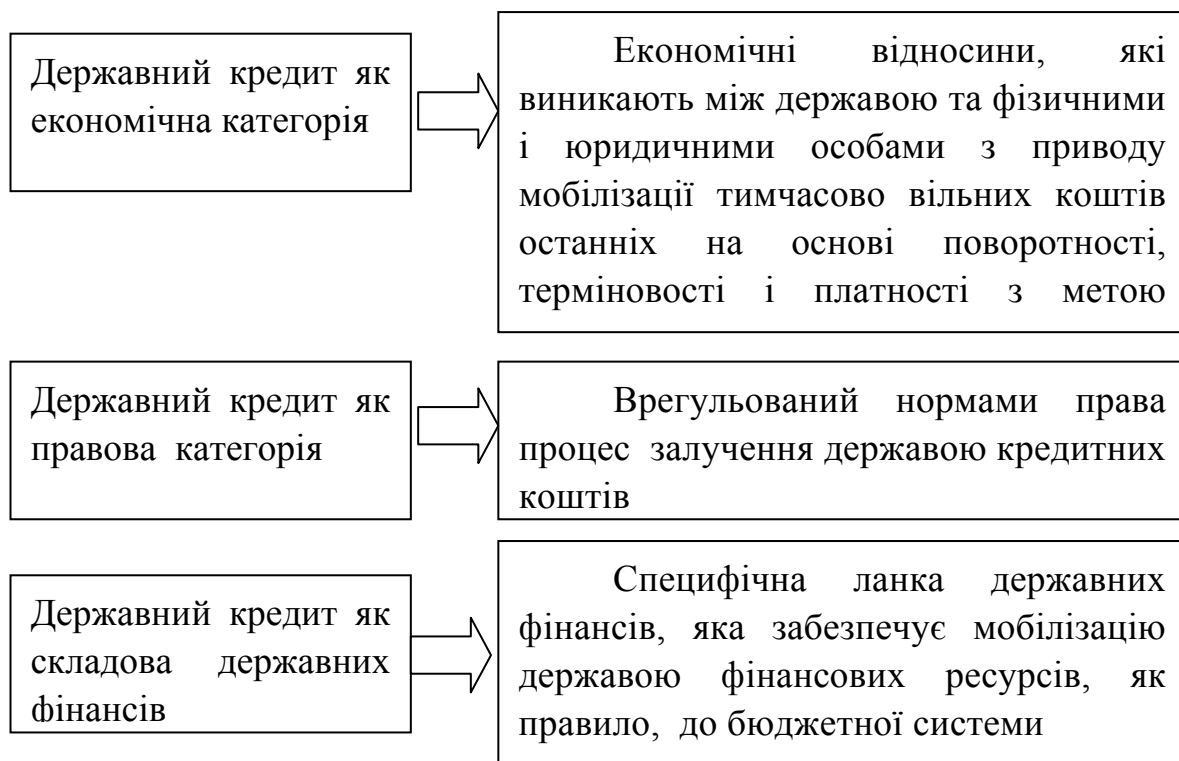 Державний кредит як
економічна категорія
Економічні відносини, які
виникають між державою та фізичними
і юридичними особами з приводу
мобілізації тимчасово вільних коштів
останніх на основі поворотності,
терміновості і платності з метою
Державний кредит як
правова категорія
Врегульований нормами права
процес залучення державою кредитних
коштів
Державний кредит як
складова державних
фінансів
Специфічна ланка державних
фінансів, яка забезпечує мобілізацію
державою фінансових ресурсів, як
правило, до бюджетної системи